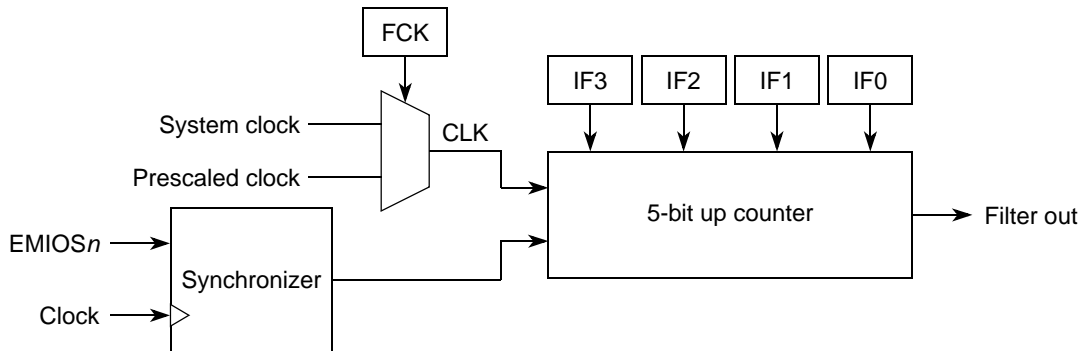 FCK
IF3 IF2 IF1 IF0
System clock
CLK
Prescaled clock
5-bit up counter
Filter out
EMIOSn
Synchronizer
Clock